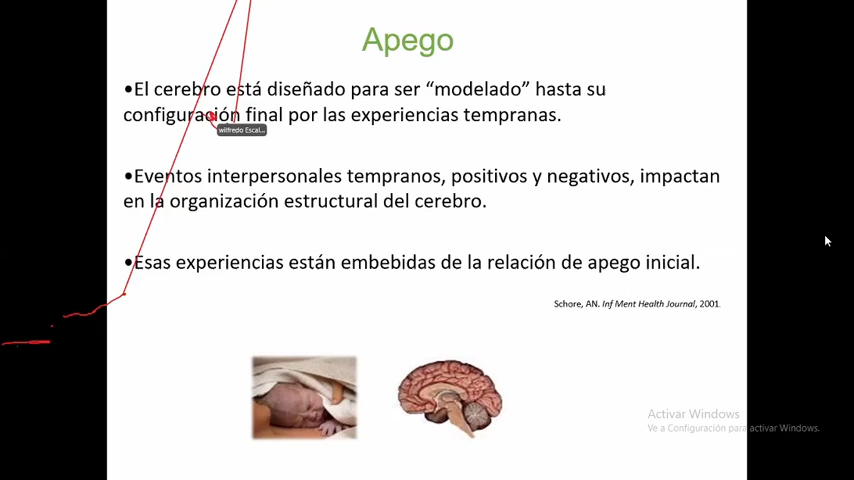 Apego
•El cerebro está diseñado para ser “modelado” hasta su
configuración final por las experiencias tempranas.
wilfredo Escal...
•Eventos interpersonales tempranos, positivos y negativos, impactan
en la organización estructural del cerebro.
•Esas experiencias están embebidas de la relación de apego inicial.
Schore, AN. Inf Ment Health Journal, 2001.
Activar Windows
Ve a Configuración para activar Windows.